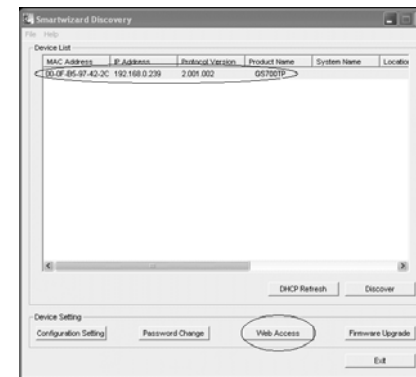 Smartwizard Discovery
File Help
Device List
MAC Address IP Address Protocol Version Product Name System Name Location
00-0F-B5-97-42-2C 192.168.0.239 2.001.002 GS700TP
DHCP Refresh Discover
Device Setting
Configuration Setting Password Change Web Access Firmware Upgrade
Exit